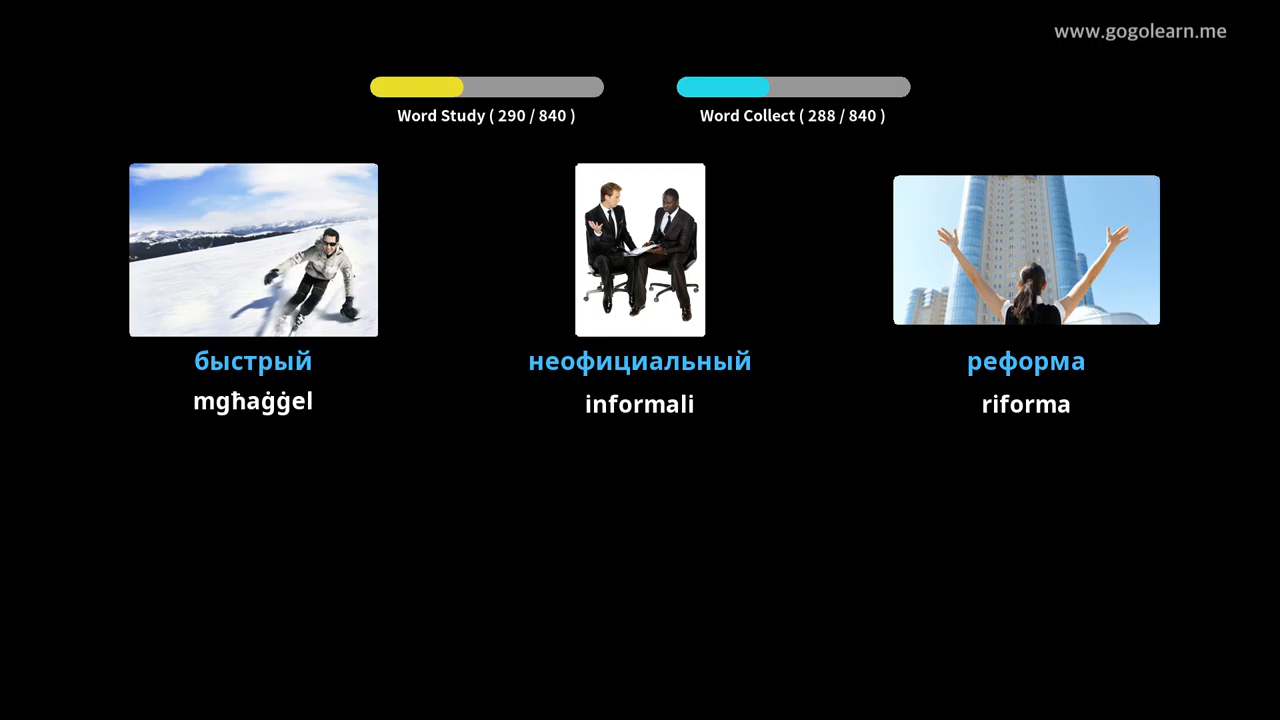 www.gogolearn.me
Word Study ( 290 / 840 )
Word Collect ( 288 / 840 )
быстрый
mgħaġġel
неофициальный
informali
реформа
riforma